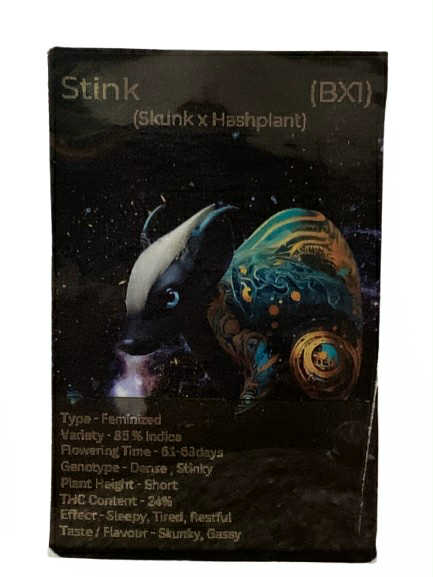 Stink (BX1)
(Skunk x Hashplant)
Type - Feminized
Variety - 85 % Indica
Flowering Time - 61-63days
Genotype - Dense , Stinky
Plant Height - Short
THC Content - 24%
Effect - Sleepy, Tired, Restful
Taste / Flavour - Skunky, Gassy